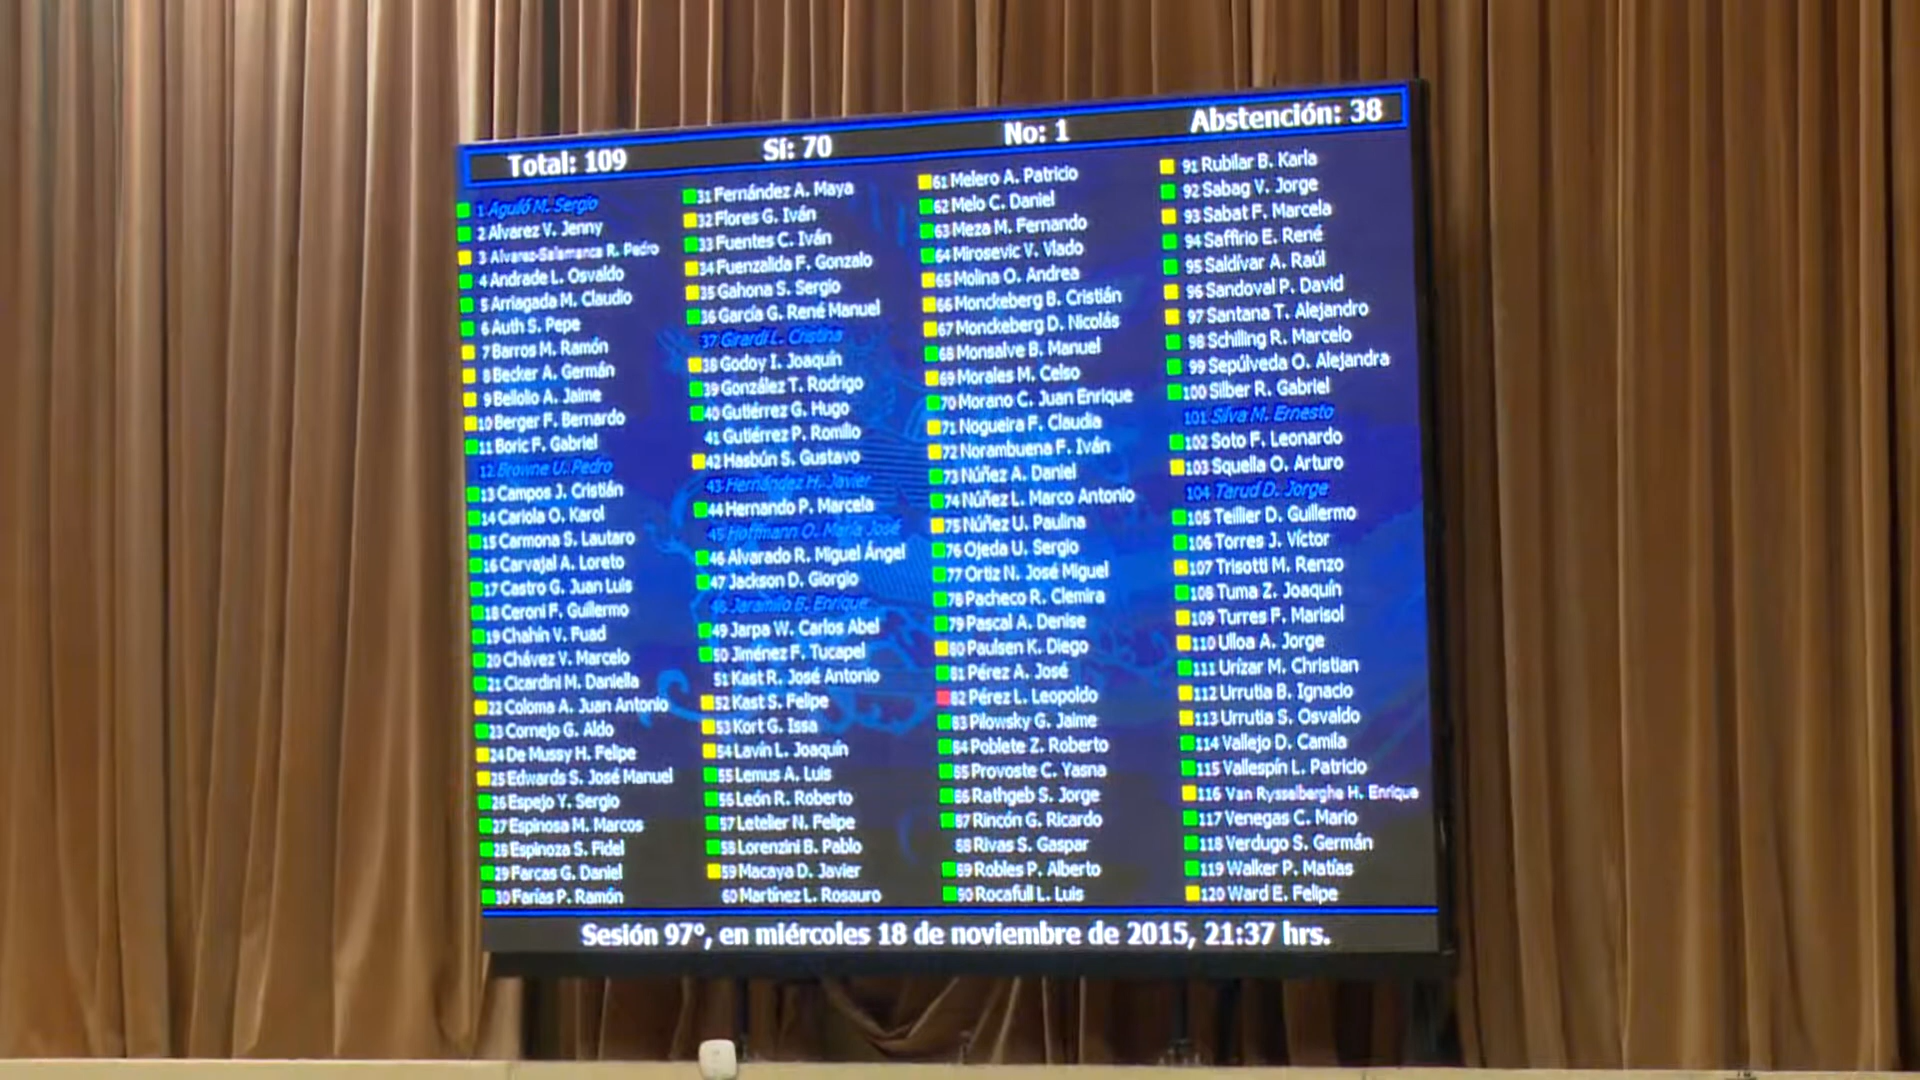 Total: 109 Sí: 70 No: 1 Abstención: 38
1 Aguiló M. Sergio
2 Alvarez V. Jenny
3 Alvarez-Salamanca R. Pedro
4 Andrade L. Osvaldo
5 Arriagada M. Claudio
6 Auth S. Pepe
7 Barros M. Ramón
8 Becker A. Germán
9 Bellolio A. Jaime
10 Berger F. Bernardo
11 Boric F. Gabriel
12 Browne U. Pedro
13 Campos J. Cristián
14 Cariola O. Karol
15 Carmona S. Lautaro
16 Carvajal A. Loreto
17 Castro G. Juan Luis
18 Ceroni F. Guillermo
19 Chahin V. Fuad
20 Chávez V. Marcelo
21 Cicardini M. Daniella
22 Coloma A. Juan Antonio
23 Cornejo G. Aldo
24 De Mussy H. Felipe
25 Edwards S. José Manuel
26 Espejo Y. Sergio
27 Espinosa M. Marcos
28 Espinoza S. Fidel
29 Farcas G. Daniel
30 Farías P. Ramón
31 Fernández A. Maya
32 Flores G. Iván
33 Fuentes C. Iván
34 Fuenzalida F. Gonzalo
35 Gahona S. Sergio
36 García G. René Manuel
37 Girardi L. Cristina
38 Godoy I. Joaquín
39 González T. Rodrigo
40 Gutiérrez G. Hugo
41 Gutiérrez P. Romilio
42 Hasbún S. Gustavo
43 Hernández H. Javier
44 Hernando P. Marcela
45 Hoffmann O. María José
46 Alvarado R. Miguel Ángel
47 Jackson D. Giorgio
48 Jaramillo B. Enrique
49 Jarpa W. Carlos Abel
50 Jiménez F. Tucapel
51 Kast R. José Antonio
52 Kast S. Felipe
53 Kort G. Issa
54 Lavín L. Joaquín
55 Lemus A. Luis
56 León R. Roberto
57 Letelier N. Felipe
58 Lorenzini B. Pablo
59 Macaya D. Javier
60 Martínez L. Rosauro
61 Melero A. Patricio
62 Melo C. Daniel
63 Meza M. Fernando
64 Mirosevic V. Vlado
65 Molina O. Andrea
66 Monckeberg B. Cristián
67 Monckeberg D. Nicolás
68 Monsalve B. Manuel
69 Morales M. Celso
70 Morano C. Juan Enrique
71 Nogueira F. Claudia
72 Norambuena F. Iván
73 Núñez A. Daniel
74 Núñez L. Marco Antonio
75 Núñez U. Paulina
76 Ojeda U. Sergio
77 Ortiz N. José Miguel
78 Pacheco R. Clemira
79 Pascal A. Denise
80 Paulsen K. Diego
81 Pérez A. José
82 Pérez L. Leopoldo
83 Pilowsky G. Jaime
84 Poblete Z. Roberto
85 Provoste C. Yasna
86 Rathgeb S. Jorge
87 Rincón G. Ricardo
88 Rivas S. Gaspar
89 Robles P. Alberto
90 Rocafull L. Luis
91 Rubilar B. Karla
92 Sabag V. Jorge
93 Sabat F. Marcela
94 Saffirio E. René
95 Saldívar A. Raúl
96 Sandoval P. David
97 Santana T. Alejandro
98 Schilling R. Marcelo
99 Sepúlveda O. Alejandra
100 Silber R. Gabriel
101 Silva M. Ernesto
102 Soto F. Leonardo
103 Squella O. Arturo
104 Tarud D. Jorge
105 Teillier D. Guillermo
106 Torres J. Víctor
107 Trisotti M. Renzo
108 Tuma Z. Joaquín
109 Turres F. Marisol
110 Ulloa A. Jorge
111 Urízar M. Christian
112 Urrutia B. Ignacio
113 Urrutia S. Osvaldo
114 Vallejo D. Camila
115 Vallespín L. Patricio
116 Van Rysselberghe H. Enrique
117 Venegas C. Mario
118 Verdugo S. Germán
119 Walker P. Matías
120 Ward E. Felipe
Sesión 97°, en miércoles 18 de noviembre de 2015, 21:37 hrs.